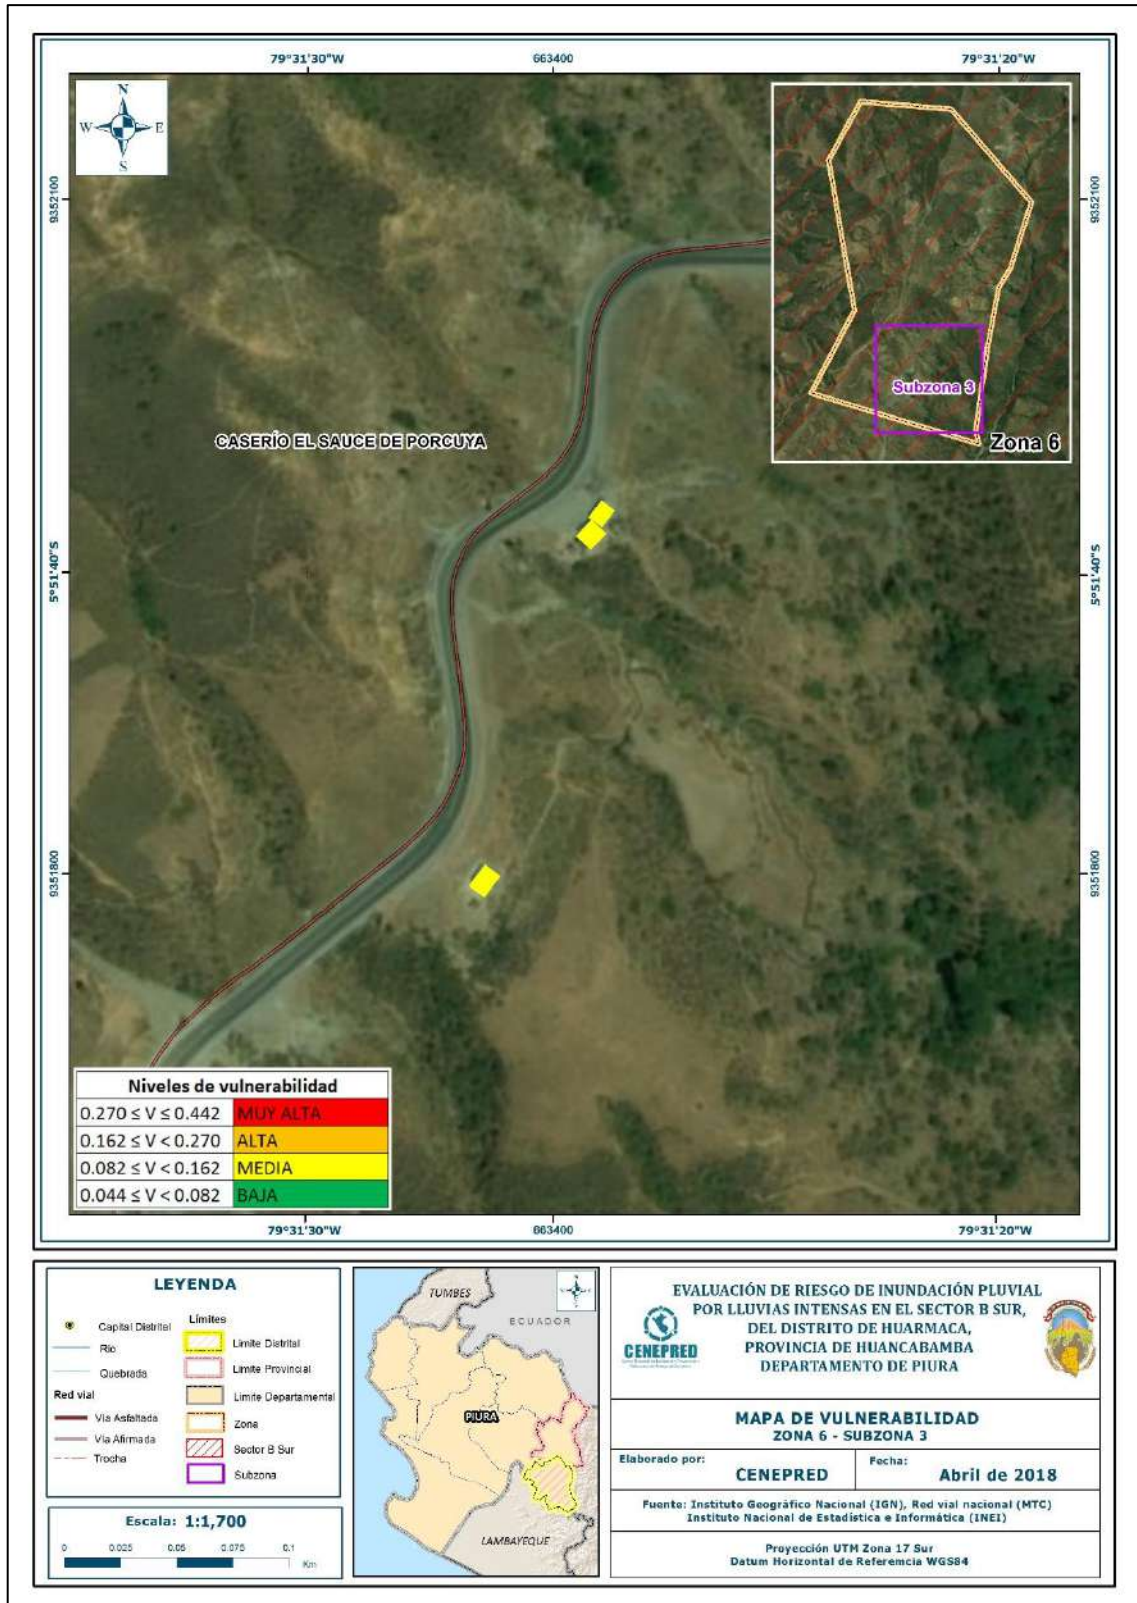 79°31'30"W
663400
79°31'20"W
N
W
E
S
9352100
9352100
Subzona 3
Zona 6
CASERÍO EL SAUCE DE PORCUYA
5°51'40"S
5°51'40"S
9351800
9351800
Niveles de vulnerabilidad
0.270 ≤ V ≤ 0.442 MUY ALTA
0.162 ≤ V < 0.270 ALTA
0.082 ≤ V < 0.162 MEDIA
0.044 ≤ V < 0.082 BAJA
79°31'30"W
663400
79°31'20"W
LEYENDA
Capital Distrital
Río
Quebrada
Red vial
Vía Asfaltada
Vía Afirmada
Trocha
Límites
Limite Distrital
Limite Provincial
Limite Departamental
Zona
Sector B Sur
Subzona
Escala: 1:1,700
0 0.025 0.05 0.075 0.1
Km
TUMBES
ECUADOR
PIURA
LAMBAYEQUE
EVALUACIÓN DE RIESGO DE INUNDACIÓN PLUVIAL
POR LLUVIAS INTENSAS EN EL SECTOR B SUR,
DEL DISTRITO DE HUARMACA,
PROVINCIA DE HUANCABAMBA
DEPARTAMENTO DE PIURA
CENEPRED
MAPA DE VULNERABILIDAD
ZONA 6 - SUBZONA 3
Elaborado por:
CENEPRED
Fecha:
Abril de 2018
Fuente: Instituto Geográfico Nacional (IGN), Red vial nacional (MTC)
Instituto Nacional de Estadística e Informática (INEI)
Proyección UTM Zona 17 Sur
Datum Horizontal de Referencia WGS84